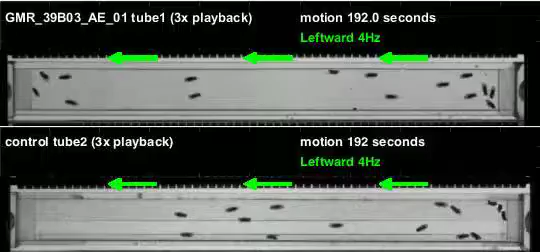 GMR_39B03_AE_01 tube1 (3x playback)
motion 192.0 seconds
Leftward 4Hz
control tube2 (3x playback)
motion 192 seconds
Leftward 4Hz